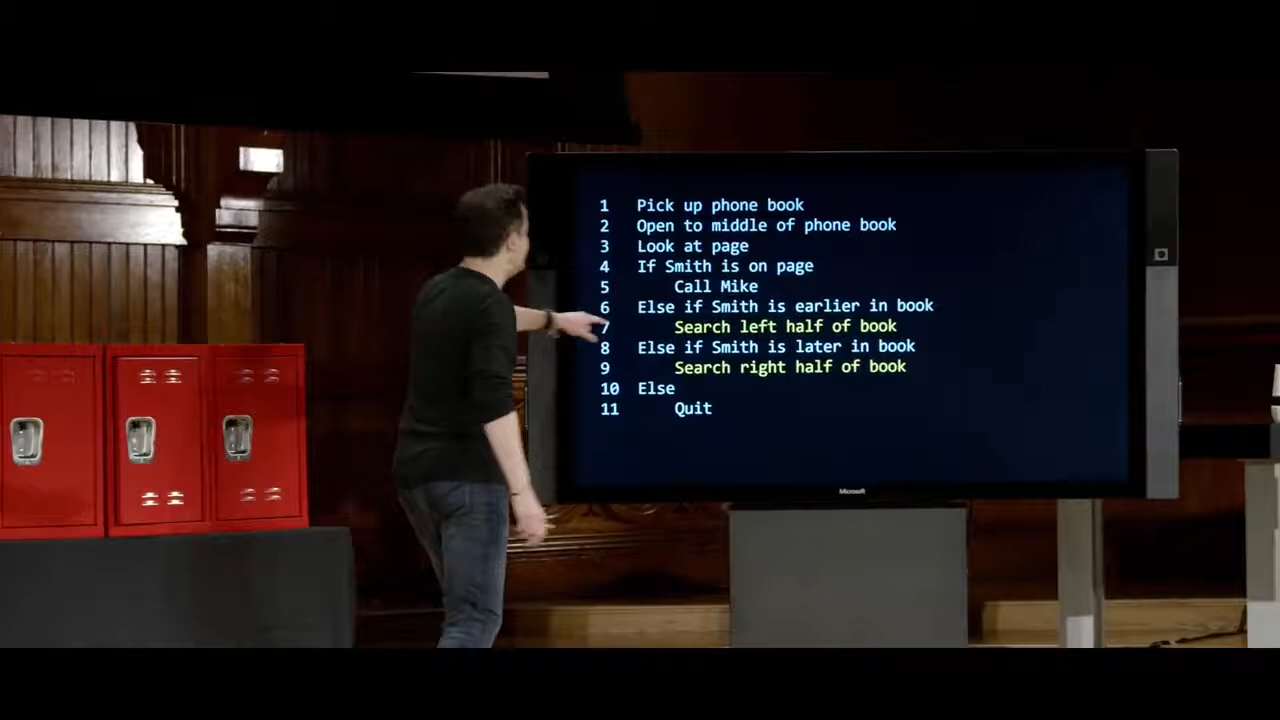 1 Pick up phone book
2 Open to middle of phone book
3 Look at page
4 If Smith is on page
5 Call Mike
6 Else if Smith is earlier in book
7 Search left half of book
8 Else if Smith is later in book
9 Search right half of book
10 Else
11 Quit
Microsoft